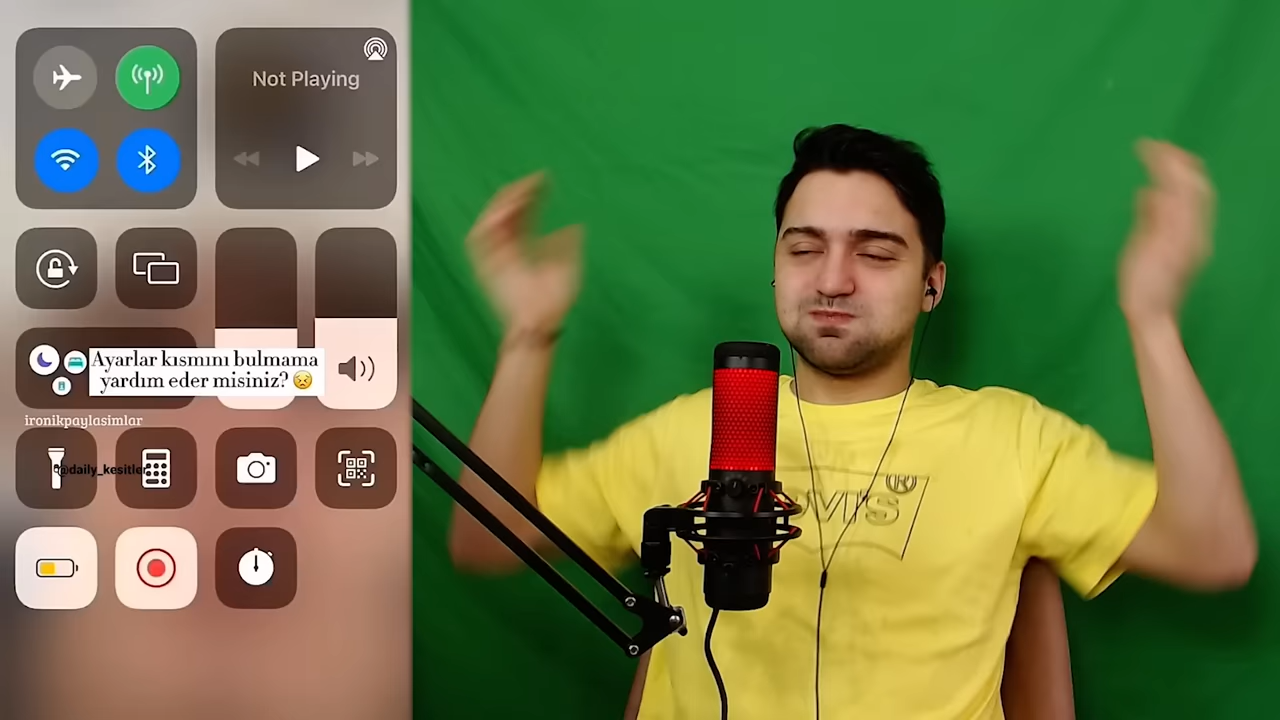 Not Playing
Ayarlar kısmını bulmama
yardım eder misiniz? 😣
ironikpaylasimlar
@daily_kesitler